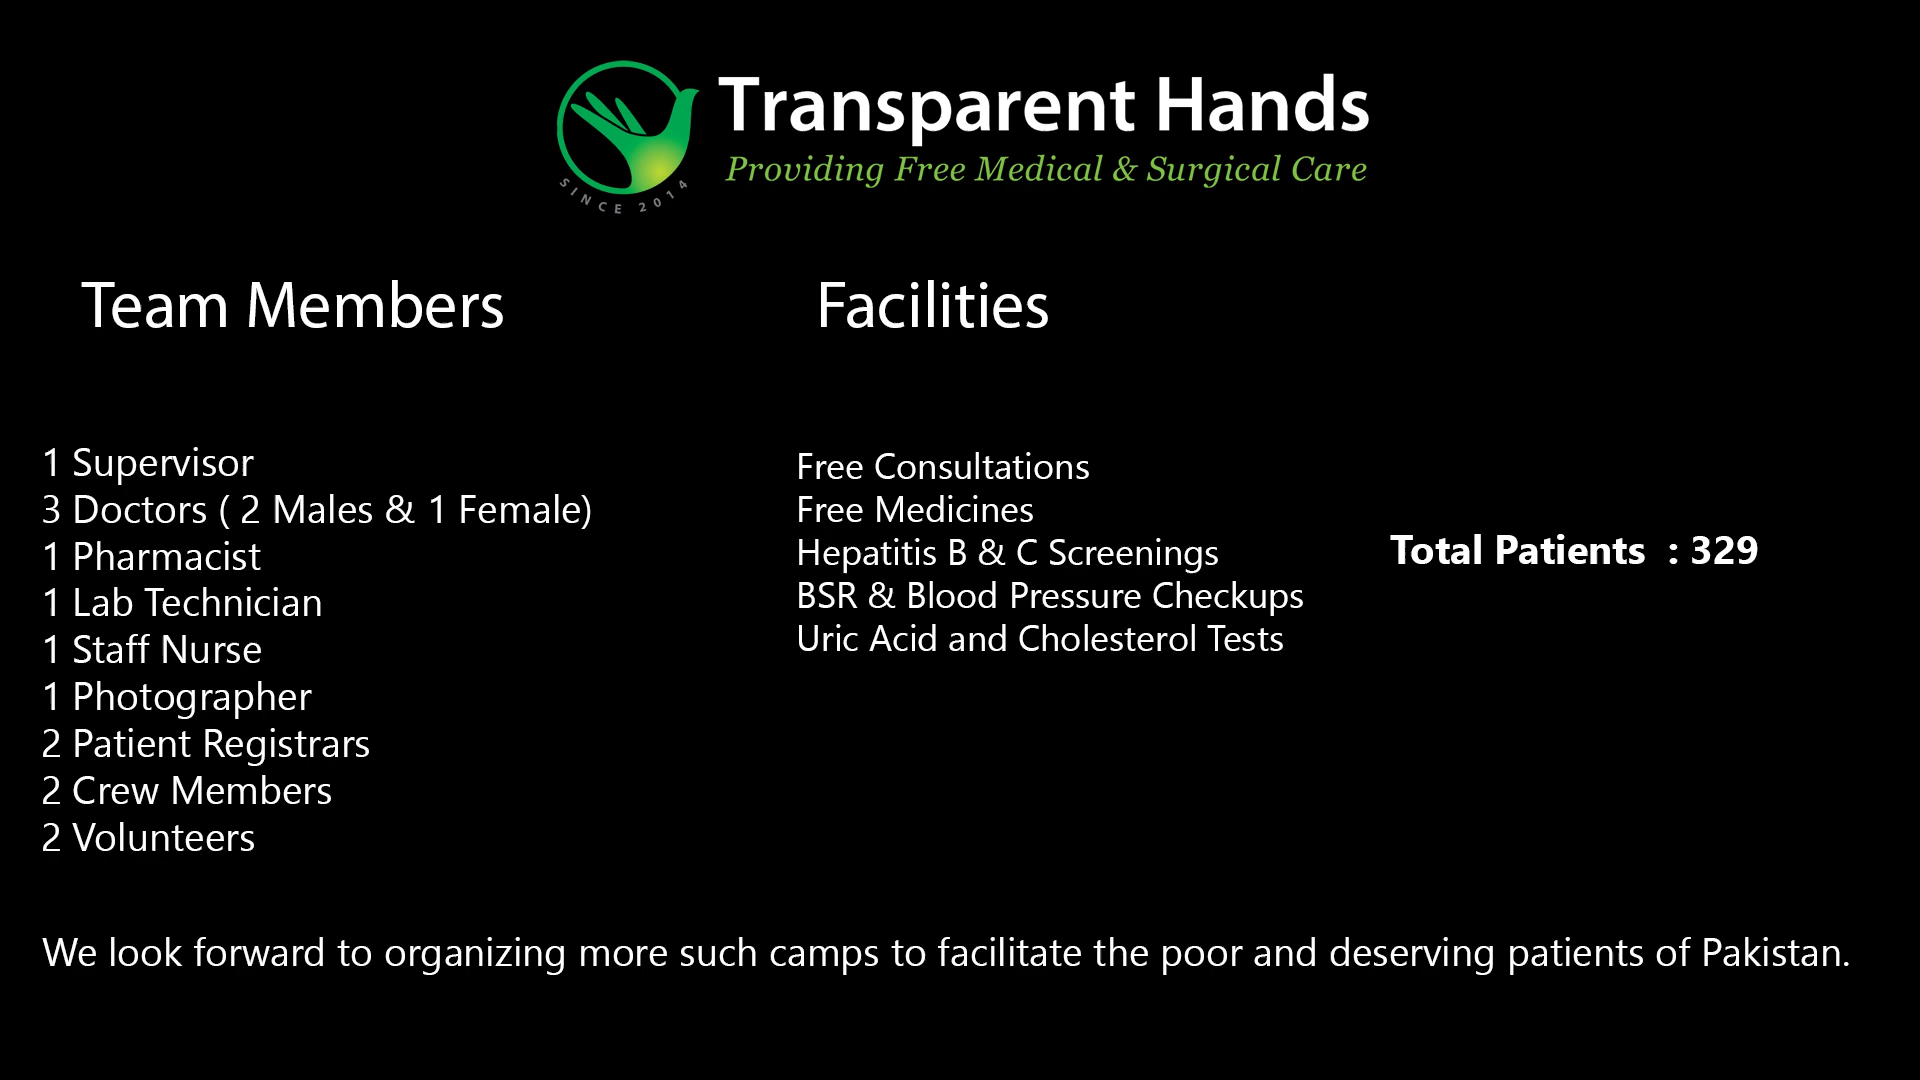 Transparent Hands
Providing Free Medical & Surgical Care
SINCE 2014
Team Members
1 Supervisor
3 Doctors ( 2 Males & 1 Female)
1 Pharmacist
1 Lab Technician
1 Staff Nurse
1 Photographer
2 Patient Registrars
2 Crew Members
2 Volunteers
Facilities
Free Consultations
Free Medicines
Hepatitis B & C Screenings
BSR & Blood Pressure Checkups
Uric Acid and Cholesterol Tests
Total Patients : 329
We look forward to organizing more such camps to facilitate the poor and deserving patients of Pakistan.